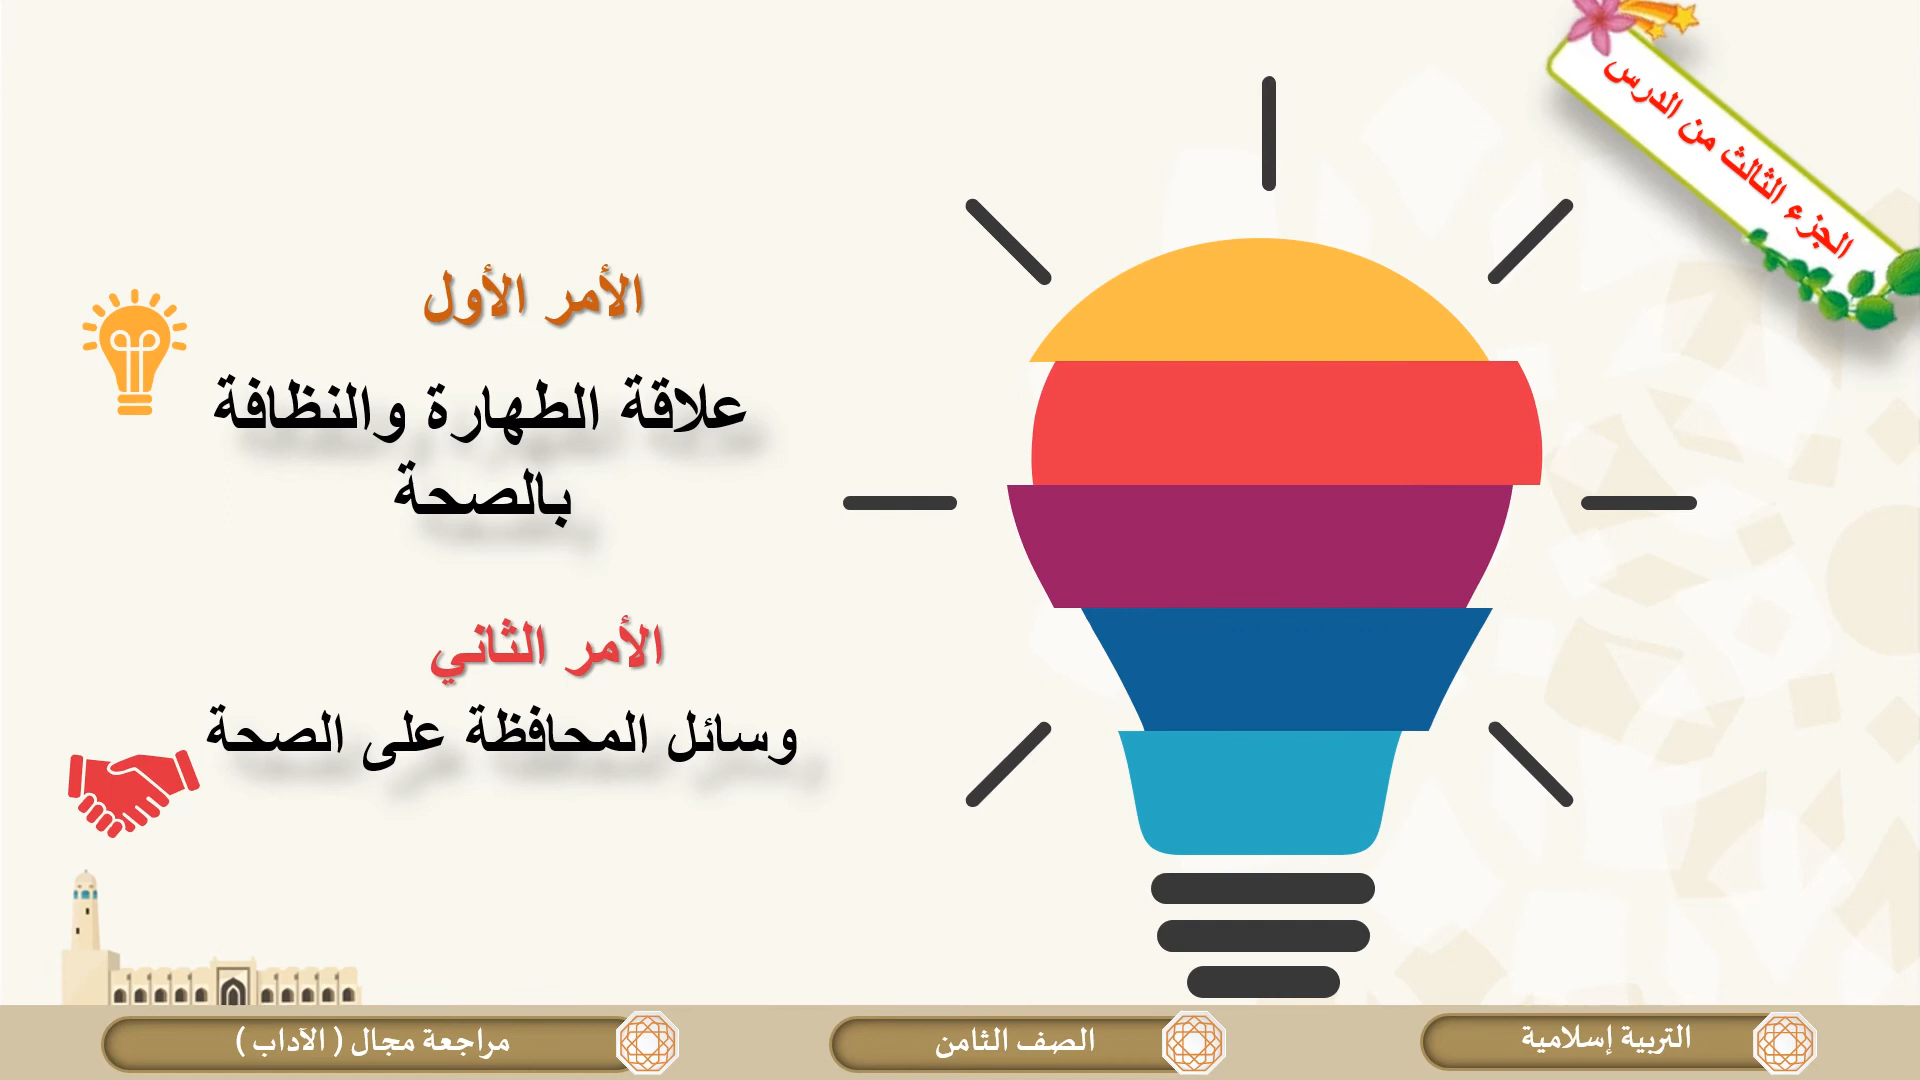 الجزء الثالث من الدرس
الأمر الأول
علاقة الطهارة والنظافة
بالصحة
الأمر الثاني
وسائل المحافظة على الصحة
التربية إسلامية
الصف الثامن
مراجعة مجال ( الآداب )